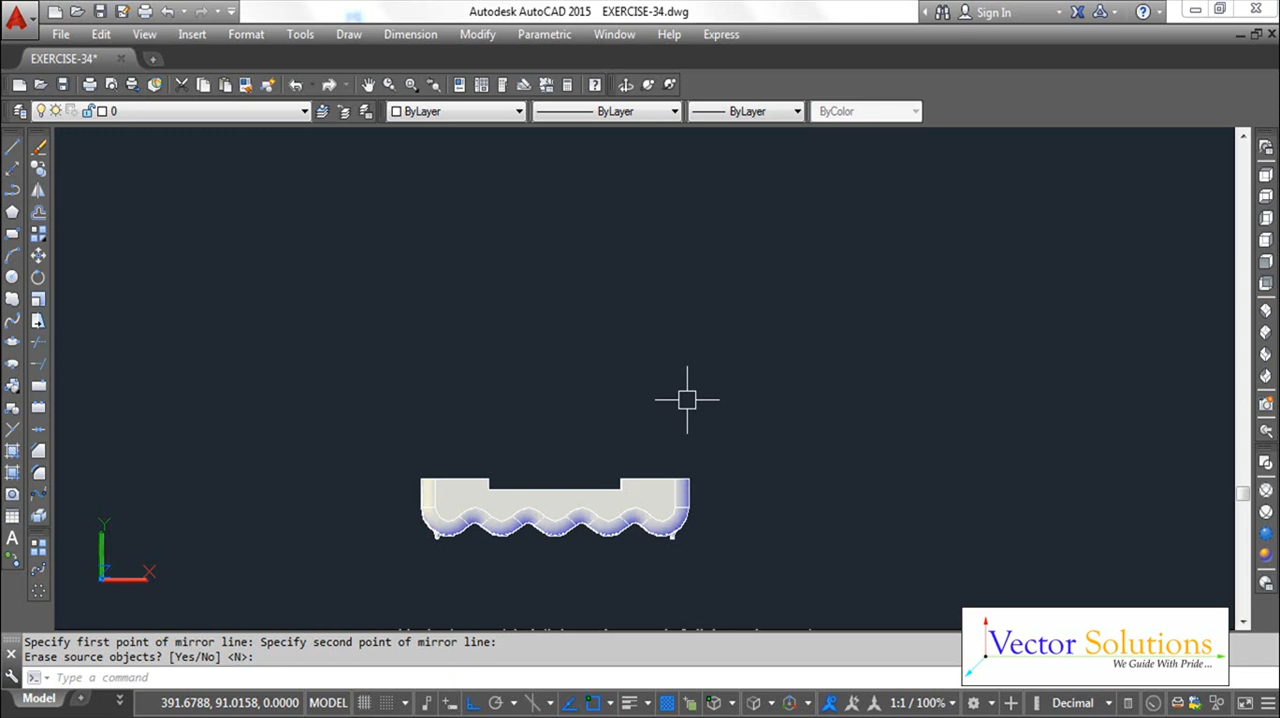 Autodesk AutoCAD 2015 EXERCISE-34.dwg
Sign In
File Edit View Insert Format Tools Draw Dimension Modify Parametric Window Help Express
EXERCISE-34*
0 ByLayer ByLayer ByLayer ByColor
Y
X
A
Specify first point of mirror line: Specify second point of mirror line:
Erase source objects? [Yes/No] <N>:
Type a command
Vector Solutions
We Guide With Pride...
Model 391.6788, 91.0158, 0.0000 MODEL 1:1 / 100% Decimal